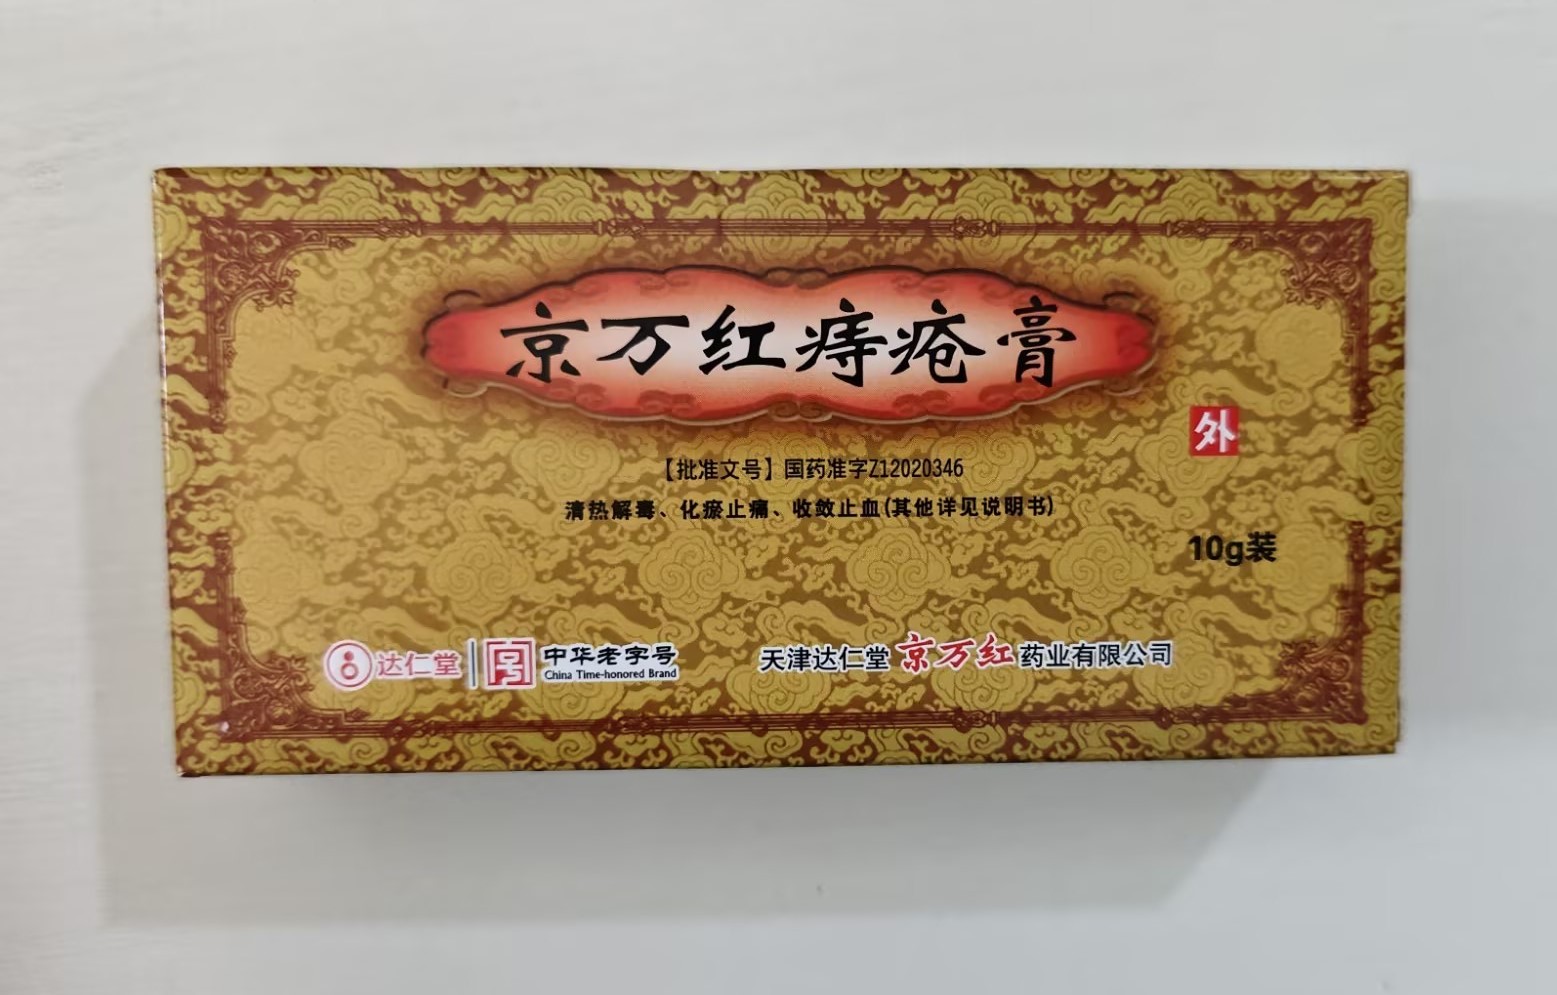 京万红痔疮膏
外
【批准文号】国药准字Z12020346
清热解毒、化瘀止痛、收敛止血(其他详见说明书)
10g装
达仁堂
中华老字号
China Time-honored Brand
天津达仁堂京万红药业有限公司